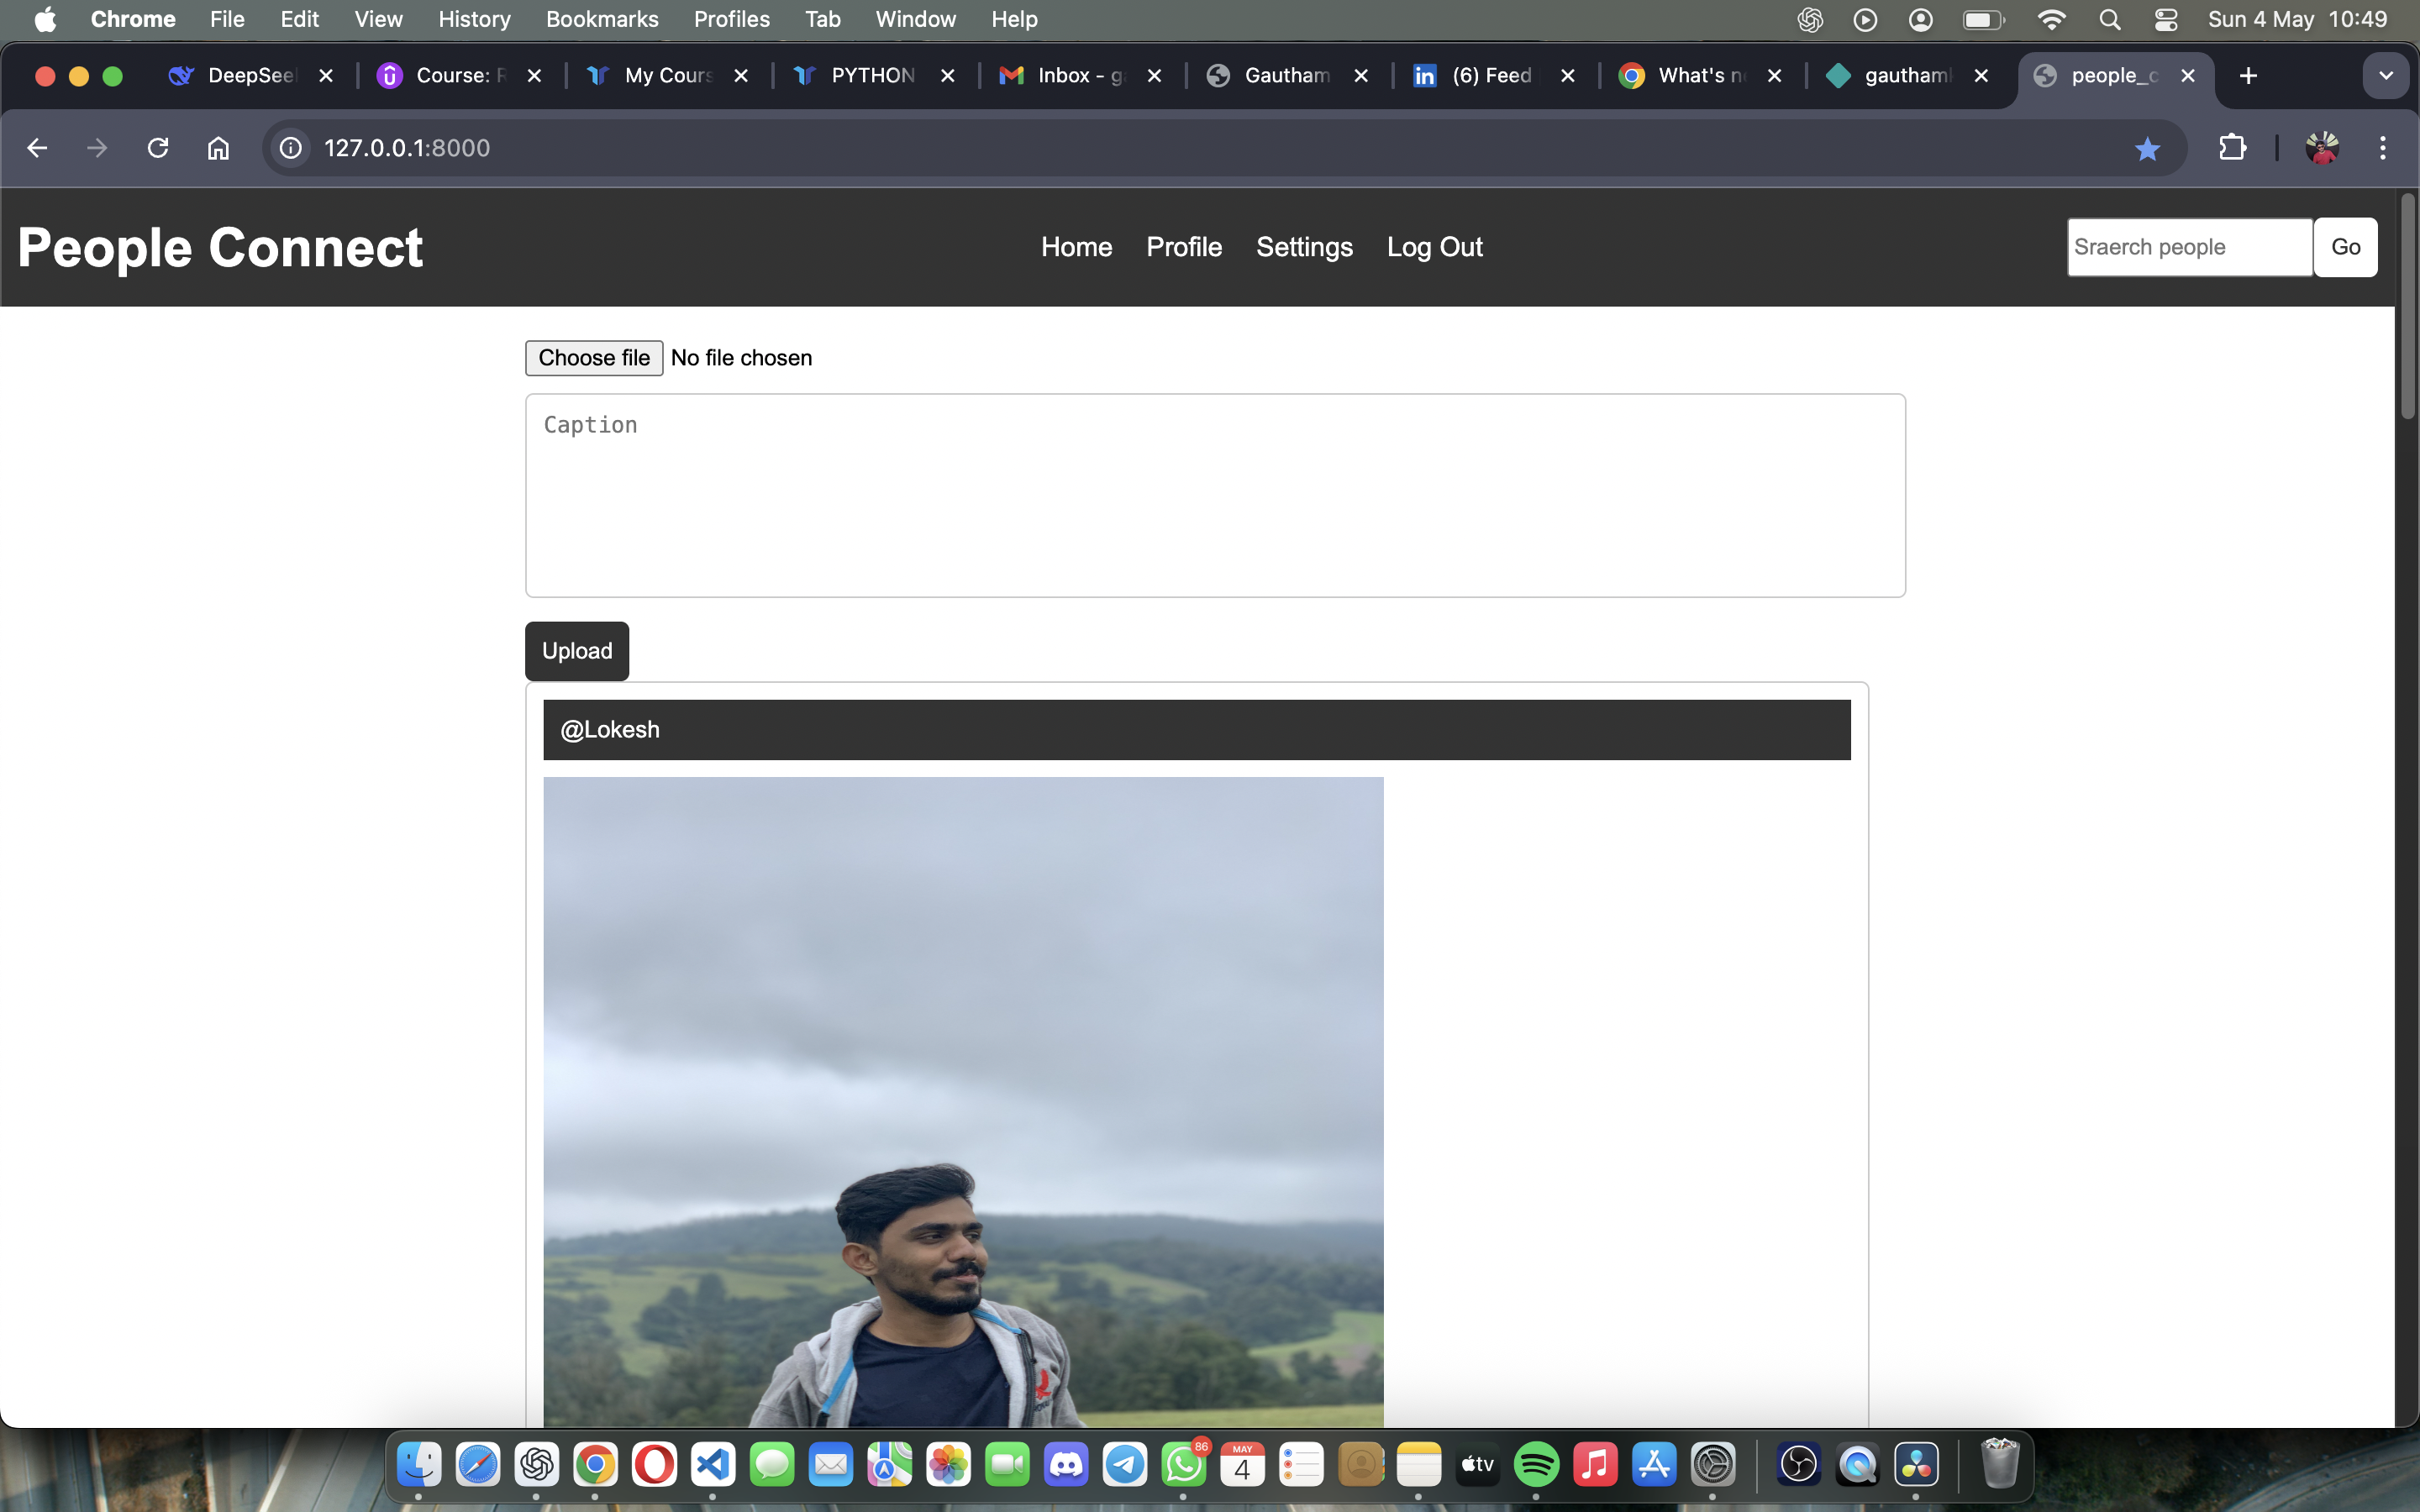 Chrome File Edit View History Bookmarks Profiles Tab Window Help Sun 4 May 10:49
DeepSeel Course: R My Cours PYTHON Inbox - g Gautham (6) Feed What's n gautham people_c
127.0.0.1:8000
People Connect Home Profile Settings Log Out Sraerch people Go
Choose file No file chosen
Caption
Upload
@Lokesh
86
MAY
4
tv